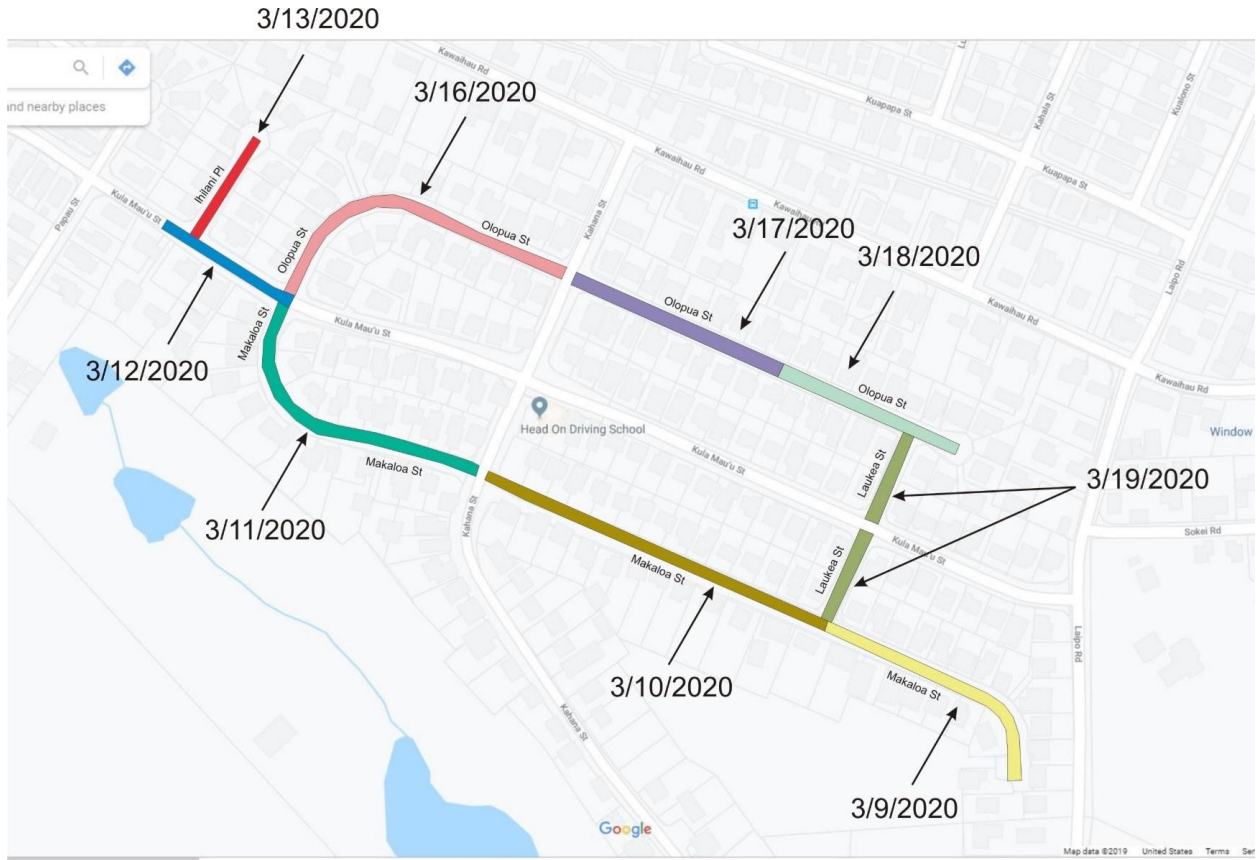 3/13/2020
Kawaihau Rd
and nearby places
3/16/2020
Kuapapa St
Kahala St
Kualono St
Ihilani Pl
Kawaihau Rd
Kuapapa St
Papau St
Kula Mau'u St
Kahana St
3/17/2020
Olopua St
Olopua St
3/18/2020
Laipo Rd
Olopua St
Kawaihau Rd
Makaloa St
Kula Mau'u St
3/12/2020
Olopua St
Kawaihau Rd
Head On Driving School
Window
Kula Mau'u St
Makaloa St
Laukea St
3/19/2020
3/11/2020
Kahana St
Sokei Rd
Kula Mau'u St
Makaloa St
Laukea St
Laipo Rd
3/10/2020
Makaloa St
Kahana St
3/9/2020
Google
Map data ©2019 United States Terms